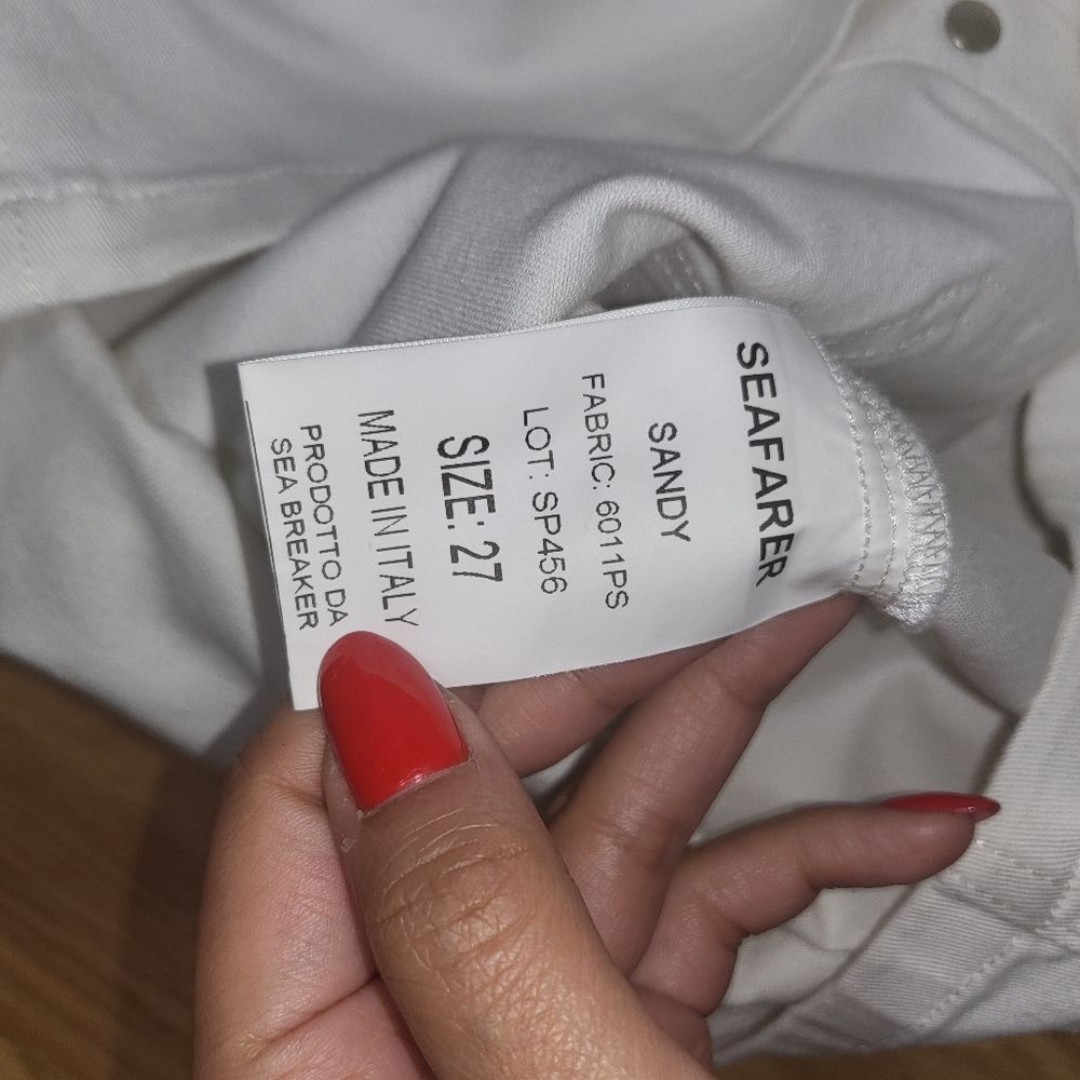 SEAFARER
SANDY
FABRIC: 6011PS
LOT: SP456
SIZE: 27
MADE IN ITALY
PRODOTTO DA
SEA BREAKER